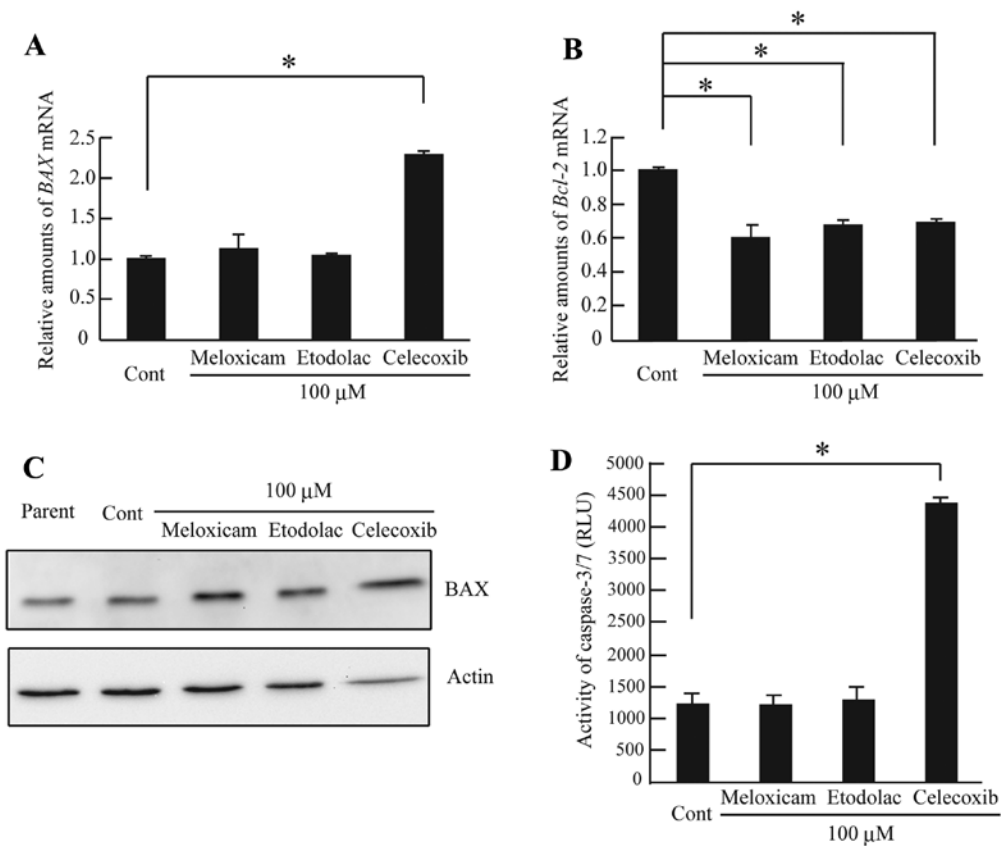 A
*
Relative amounts of BAX mRNA
2.5
2.0
1.5
1.0
0.5
0
Cont
Meloxicam Etodolac Celecoxib
100 μM
B
*
*
*
Relative amounts of Bcl-2 mRNA
1.2
1.0
0.8
0.6
0.4
0.2
0
Cont
Meloxicam Etodolac Celecoxib
100 μM
C
100 μM
Parent Cont Meloxicam Etodolac Celecoxib
BAX
Actin
D
*
Activity of caspase-3/7 (RLU)
5000
4500
4000
3500
3000
2500
2000
1500
1000
500
0
Cont
Meloxicam Etodolac Celecoxib
100 μM